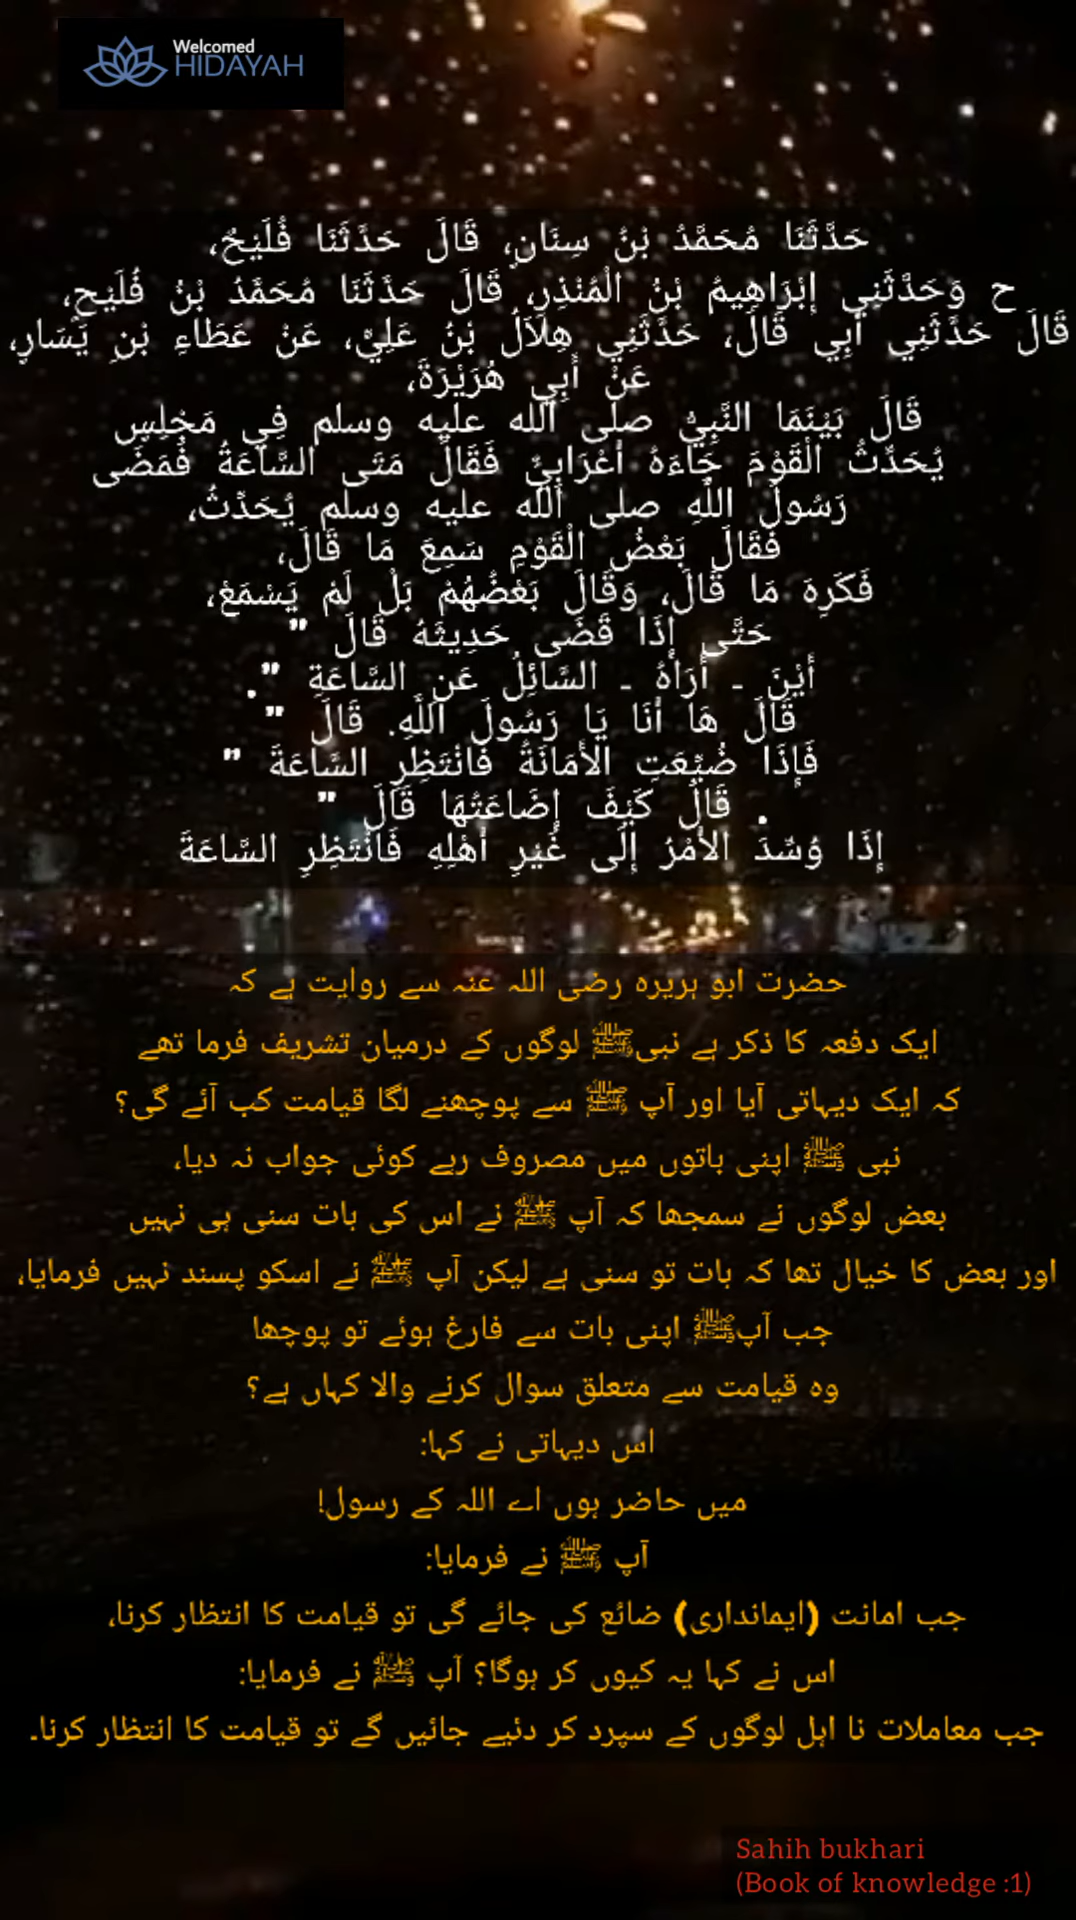 Welcomed
HIDAYAH
حَدَّثَنَا مُحَمَّدُ بْنُ سِنَانٍ، قَالَ حَدَّثَنَا فُلَيْحٌ،
ح وَحَدَّثَنِي إِبْرَاهِيمُ بْنُ الْمُنْذِرِ، قَالَ حَدَّثَنَا مُحَمَّدُ بْنُ فُلَيْحٍ،
قَالَ حَدَّثَنِي أَبِي قَالَ، حَدَّثَنِي هِلاَلُ بْنُ عَلِيٍّ، عَنْ عَطَاءِ بْنِ يَسَارٍ،
عَنْ أَبِي هُرَيْرَةَ،
قَالَ بَيْنَمَا النَّبِيُّ صلى الله عليه وسلم فِي مَجْلِسٍ
يُحَدِّثُ الْقَوْمَ جَاءَهُ أَعْرَابِيٌّ فَقَالَ مَتَى السَّاعَةُ فَمَضَى
رَسُولُ اللَّهِ صلى الله عليه وسلم يُحَدِّثُ،
فَقَالَ بَعْضُ الْقَوْمِ سَمِعَ مَا قَالَ،
فَكَرِهَ مَا قَالَ، وَقَالَ بَعْضُهُمْ بَلْ لَمْ يَسْمَعْ،
حَتَّى إِذَا قَضَى حَدِيثَهُ قَالَ "
أَيْنَ ـ أُرَاهُ ـ السَّائِلُ عَنِ السَّاعَةِ ".
قَالَ هَا أَنَا يَا رَسُولَ اللَّهِ. قَالَ "
فَإِذَا ضُيِّعَتِ الأَمَانَةُ فَانْتَظِرِ السَّاعَةَ "
. قَالَ كَيْفَ إِضَاعَتُهَا قَالَ "
إِذَا وُسِّدَ الأَمْرُ إِلَى غَيْرِ أَهْلِهِ فَانْتَظِرِ السَّاعَةَ
حضرت ابو ہریرہ رضی اللہ عنہ سے روایت ہے کہ
ایک دفعہ کا ذکر ہے نبیﷺ لوگوں کے درمیان تشریف فرما تھے
کہ ایک دیہاتی آیا اور آپ ﷺ سے پوچھنے لگا قیامت کب آئے گی؟
نبی ﷺ اپنی باتوں میں مصروف رہے کوئی جواب نہ دیا،
بعض لوگوں نے سمجھا کہ آپ ﷺ نے اس کی بات سنی ہی نہیں
اور بعض کا خیال تھا کہ بات تو سنی ہے لیکن آپ ﷺ نے اسکو پسند نہیں فرمایا،
جب آپﷺ اپنی بات سے فارغ ہوئے تو پوچھا
وہ قیامت سے متعلق سوال کرنے والا کہاں ہے؟
اس دیہاتی نے کہا:
میں حاضر ہوں اے اللہ کے رسول!
آپ ﷺ نے فرمایا:
جب امانت (ایمانداری) ضائع کی جائے گی تو قیامت کا انتظار کرنا،
اس نے کہا یہ کیوں کر ہوگا؟ آپ ﷺ نے فرمایا:
جب معاملات نا اہل لوگوں کے سپرد کر دئیے جائیں گے تو قیامت کا انتظار کرنا۔
Sahih bukhari
(Book of knowledge :1)